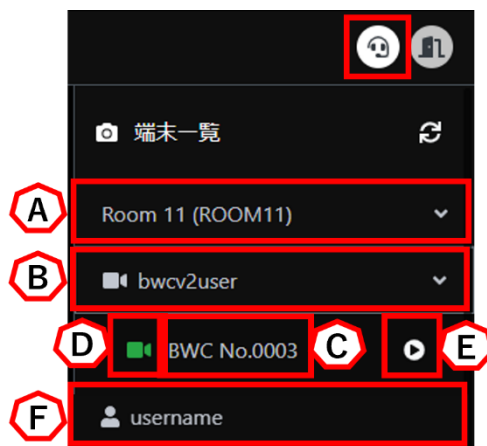 端末一覧
A
Room 11 (ROOM11)
B
bwcv2user
D
BWC No.0003
C
E
F
username